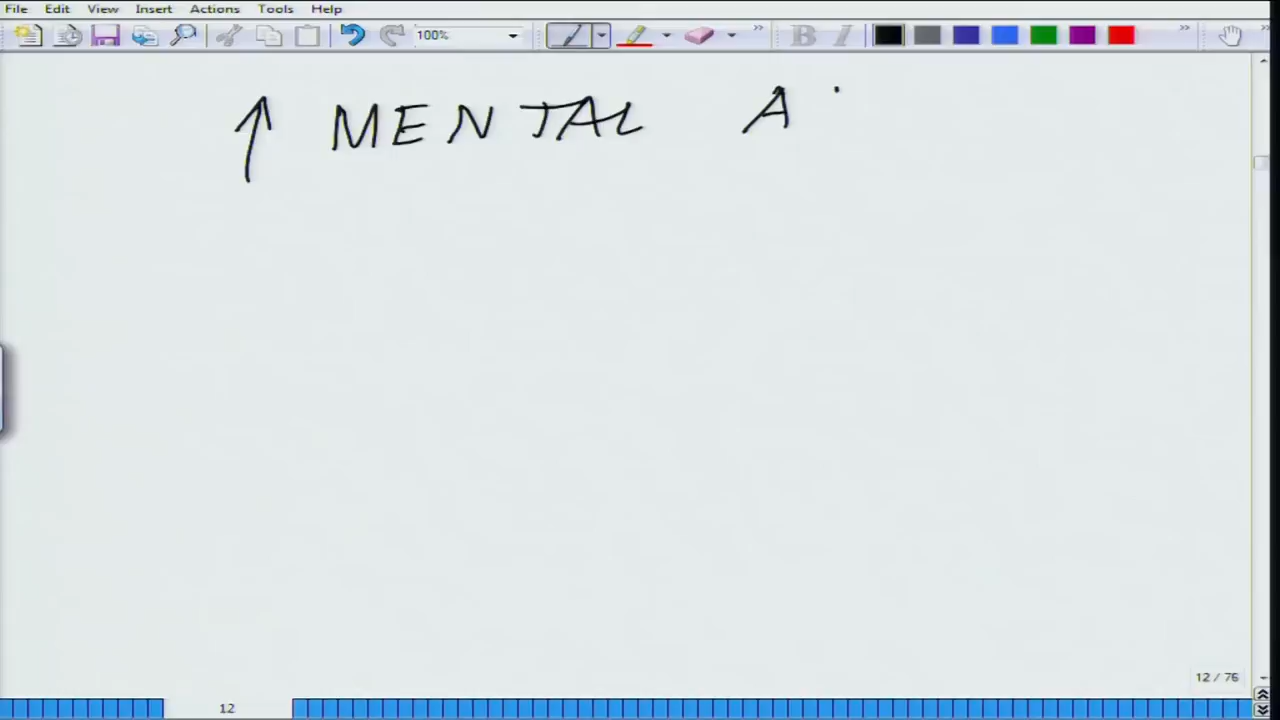 File Edit View Insert Actions Tools Help
100% B I
↑ MENTAL A
12 / 76
12